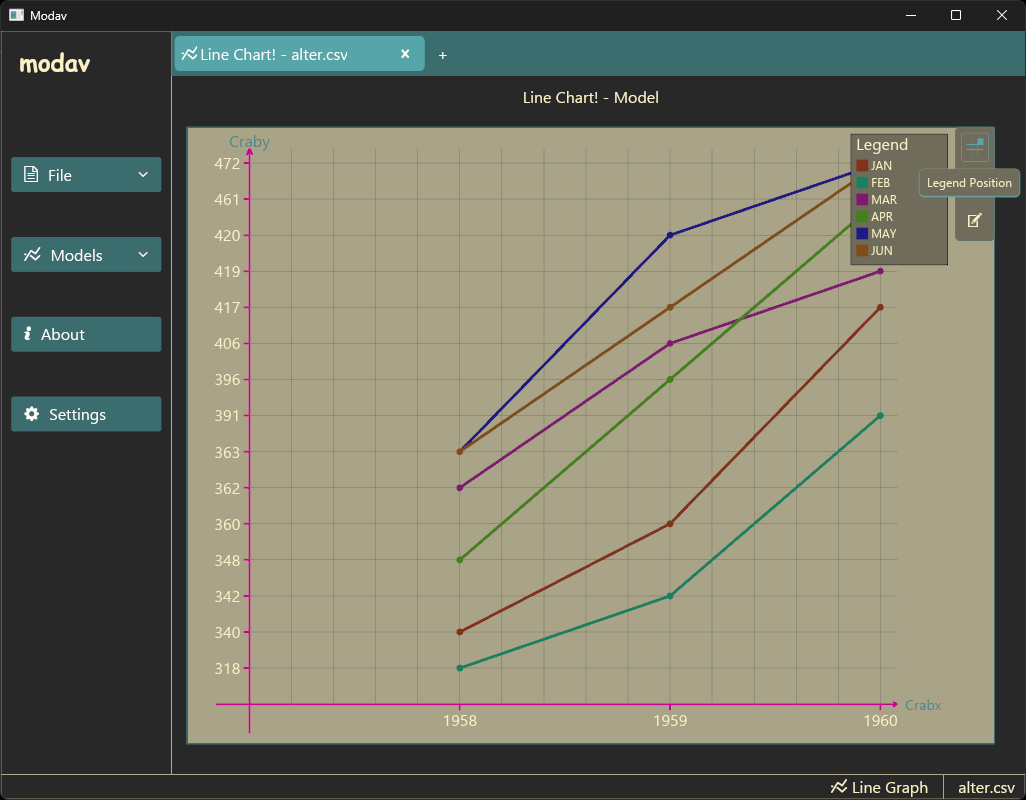 Modav
modav
Line Chart! - alter.csv
+
Line Chart! - Model
File
Models
About
Settings
Craby
472
461
420
419
417
406
396
391
363
362
360
348
342
340
318
Legend
JAN
FEB
MAR
APR
MAY
JUN
Legend Position
1958
1959
1960
Crabx
Line Graph
alter.csv